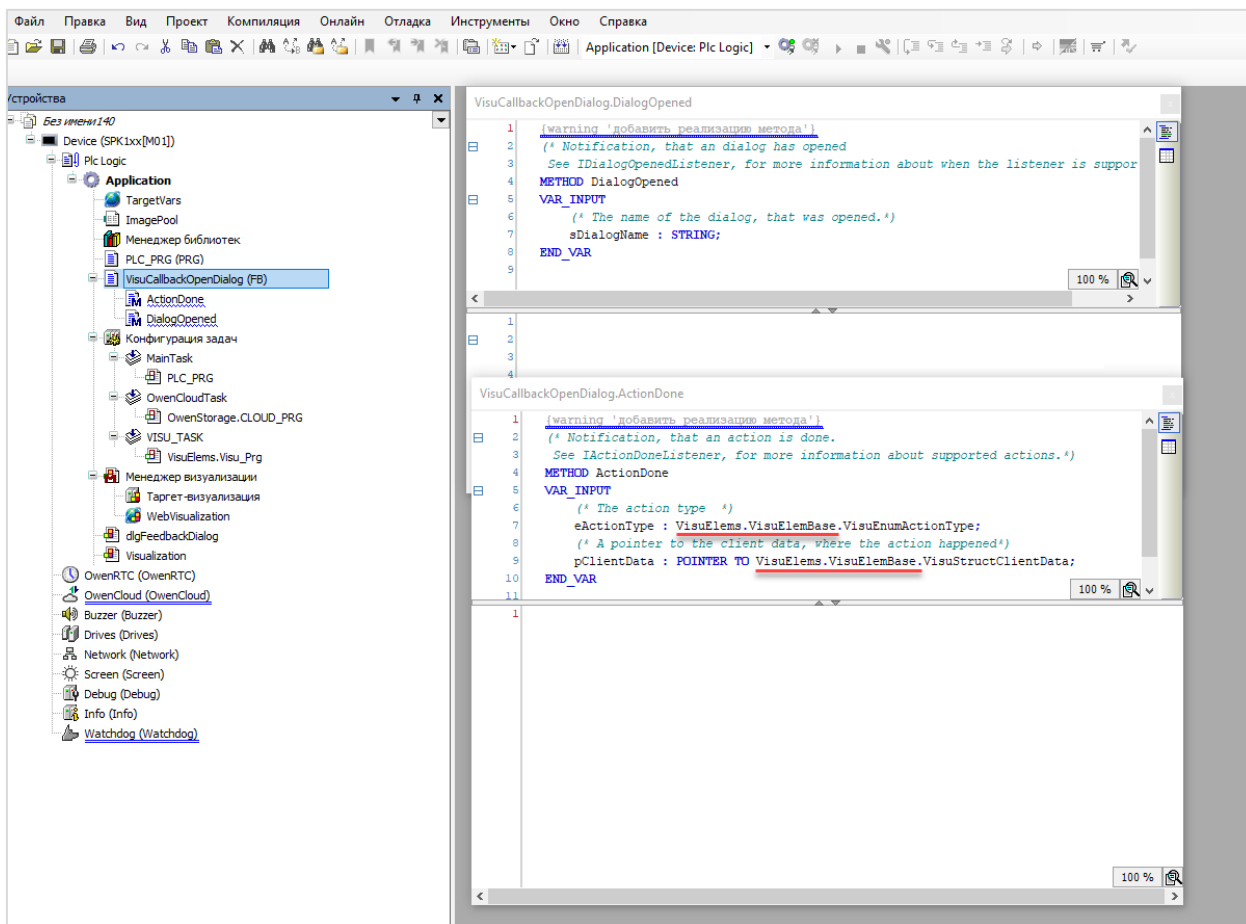 Файл Правка Вид Проект Компиляция Онлайн Отладка Инструменты Окно Справка
Application [Device: Plc Logic]
Устройства
Без имени140
Device (SPK1xx[M01])
Plc Logic
Application
TargetVars
ImagePool
Менеджер библиотек
PLC_PRG (PRG)
VisuCallbackOpenDialog (FB)
ActionDone
DialogOpened
Конфигурация задач
MainTask
PLC_PRG
OwenCloudTask
OwenStorage.CLOUD_PRG
VISU_TASK
VisuElems.Visu_Prg
Менеджер визуализации
Таргет-визуализация
WebVisualization
dlgFeedbackDialog
Visualization
OwenRTC (OwenRTC)
OwenCloud (OwenCloud)
Buzzer (Buzzer)
Drives (Drives)
Network (Network)
Screen (Screen)
Debug (Debug)
Info (Info)
Watchdog (Watchdog)
VisuCallbackOpenDialog.DialogOpened
1 {warning 'добавить реализацию метода'}
2 (* Notification, that an dialog has opened
3 See IDialogOpenedListener, for more information about when the listener is suppor
4 METHOD DialogOpened
5 VAR_INPUT
6 (* The name of the dialog, that was opened.*)
7 sDialogName : STRING;
8 END_VAR
9
100 %
1
2
3
4
VisuCallbackOpenDialog.ActionDone
1 {warning 'добавить реализацию метода'}
2 (* Notification, that an action is done.
3 See IActionDoneListener, for more information about supported actions.*)
4 METHOD ActionDone
5 VAR_INPUT
6 (* The action type *)
7 eActionType : VisuElems.VisuElemBase.VisuEnumActionType;
8 (* A pointer to the client data, where the action happened*)
9 pClientData : POINTER TO VisuElems.VisuElemBase.VisuStructClientData;
10 END_VAR
11
100 %
1
100 %